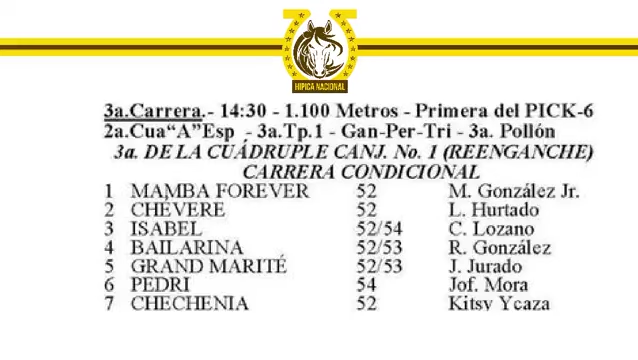 HIPICA NACIONAL
3a.Carrera.- 14:30 - 1.100 Metros - Primera del PICK-6
2a.Cua“A”Esp - 3a.Tp.1 - Gan-Per-Tri - 3a. Pollón
3a. DE LA CUÁDRUPLE CANJ. No. 1 (REENGANCHE)
CARRERA CONDICIONAL
1 MAMBA FOREVER 52 M. González Jr.
2 CHÉVERE 52 L. Hurtado
3 ISABEL 52/54 C. Lozano
4 BAILARINA 52/53 R. González
5 GRAND MARITÉ 52/53 J. Jurado
6 PEDRI 54 Jof. Mora
7 CHECHENIA 52 Kitsy Ycaza